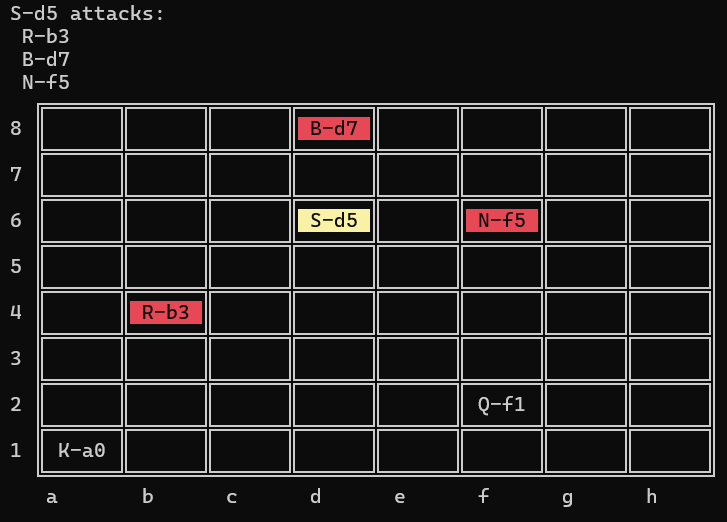 S-d5 attacks:
R-b3
B-d7
N-f5
8 B-d7
7
6 S-d5 N-f5
5
4 R-b3
3
2 Q-f1
1 K-a0
a b c d e f g h